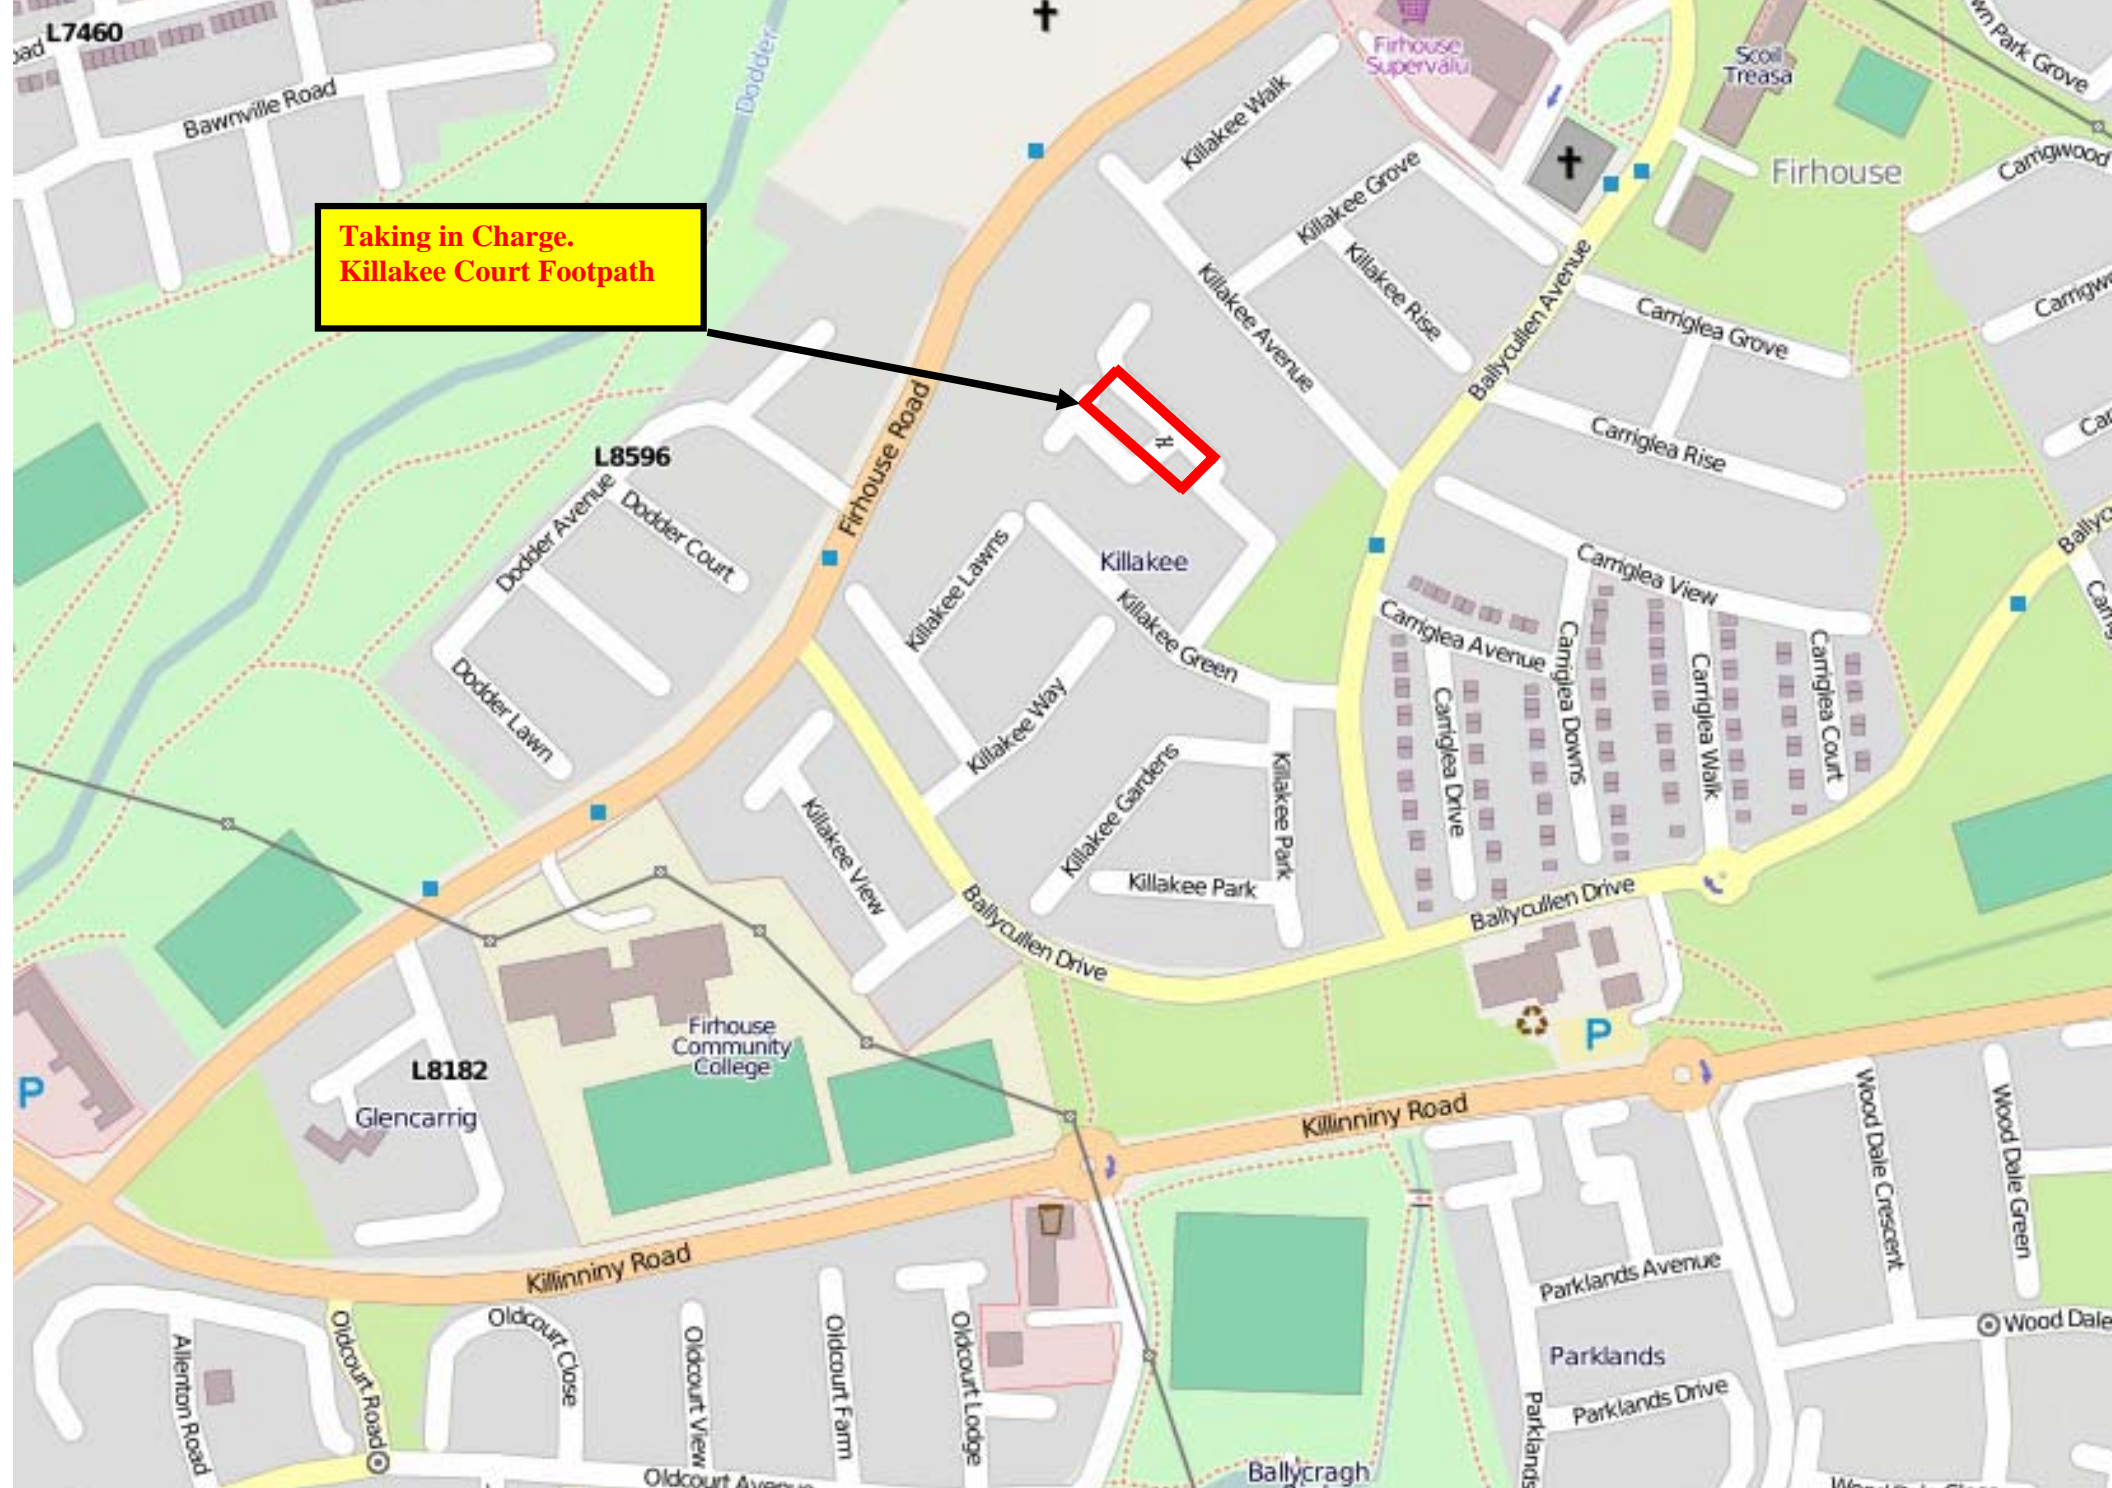 L7460
Bawnville Road
Dodder
Firhouse
Supervalu
Scoil
Treasa
Park Grove
Carrigwood
Firhouse
Killakee Walk
Killakee Grove
Killakee Rise
Killakee Avenue
Ballycullen Avenue
Taking in Charge.
Killakee Court Footpath
Carriglea Grove
Carriglea Rise
Firhouse Road
L8596
Dodder Avenue
Dodder Court
Dodder Lawn
Killakee Lawns
Killakee
Killakee Green
Killakee Way
Carriglea View
Carriglea Avenue
Carriglea Downs
Carriglea Walk
Carriglea Court
Carriglea Drive
Killakee Gardens
Killakee Park
Killakee Park
Killakee View
Ballycullen Drive
Ballycullen Drive
Firhouse
Community
College
P
P
L8182
Glencarrig
Killinniny Road
Killinniny Road
Wood Dale Crescent
Wood Dale Green
Wood Dale
Parklands Avenue
Parklands
Parklands Drive
Parklands
Allenton Road
Oldcourt Road
Oldcourt Close
Oldcourt View
Oldcourt Farm
Oldcourt Lodge
Oldcourt Avenue
Ballycragh